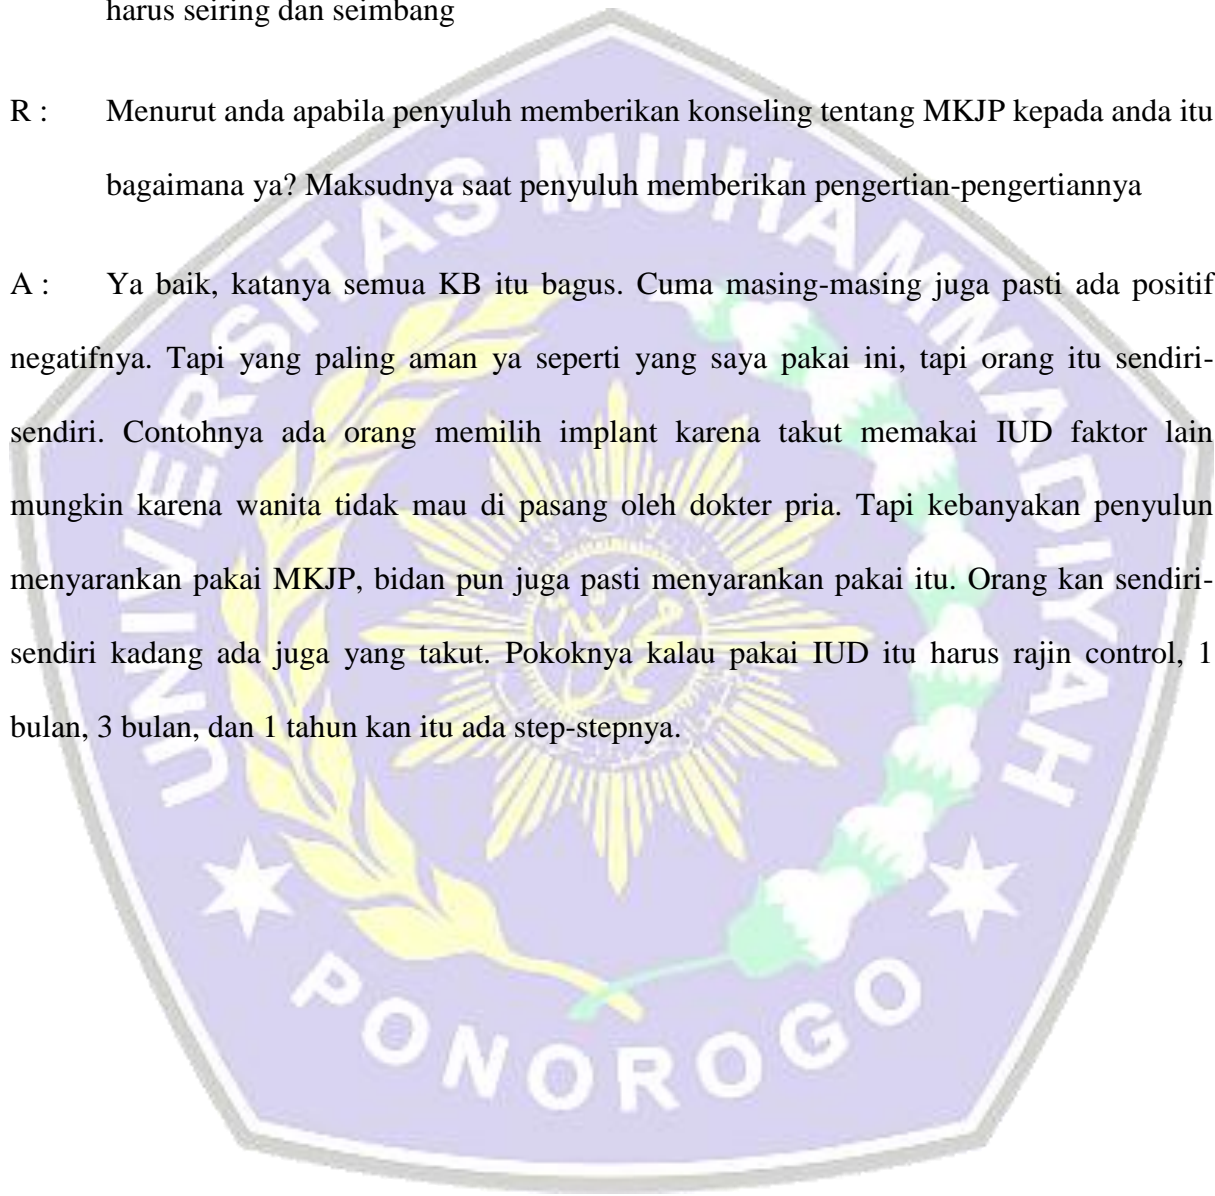 harus seiring dan seimbang
R : Menurut anda apabila penyuluh memberikan konseling tentang MKJP kepada anda itu
bagaimana ya? Maksudnya saat penyuluh memberikan pengertian-pengertiannya
A : Ya baik, katanya semua KB itu bagus. Cuma masing-masing juga pasti ada positif
negatifnya. Tapi yang paling aman ya seperti yang saya pakai ini, tapi orang itu sendiri-
sendiri. Contohnya ada orang memilih implant karena takut memakai IUD faktor lain
mungkin karena wanita tidak mau di pasang oleh dokter pria. Tapi kebanyakan penyulun
menyarankan pakai MKJP, bidan pun juga pasti menyarankan pakai itu. Orang kan sendiri-
sendiri kadang ada juga yang takut. Pokoknya kalau pakai IUD itu harus rajin control, 1
bulan, 3 bulan, dan 1 tahun kan itu ada step-stepnya.
UNIVERSITAS MUHAMMADIYAH
PONOROGO